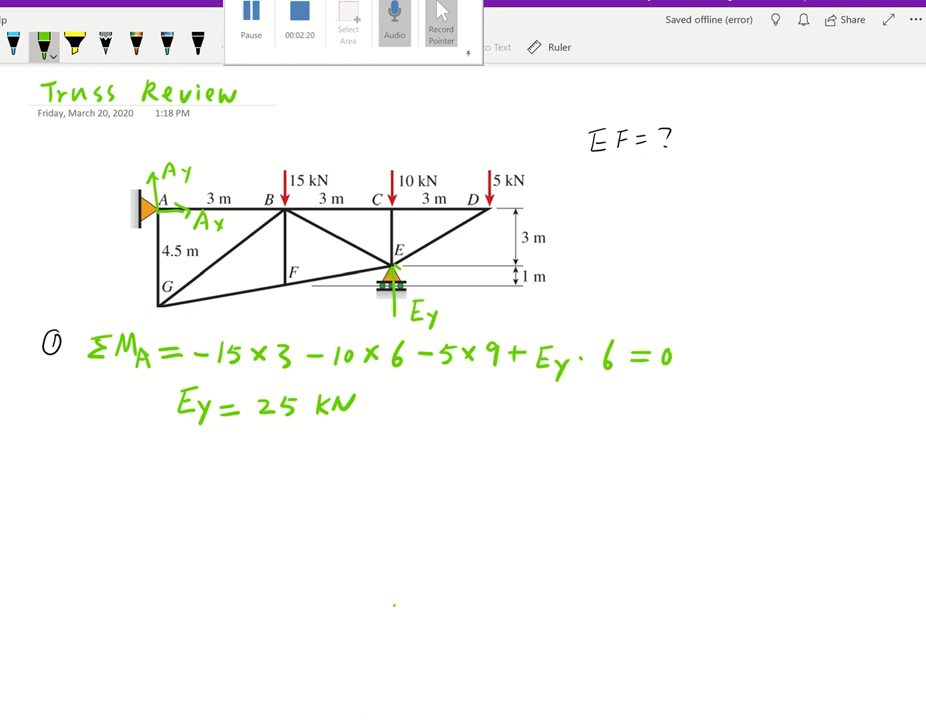 Saved offline (error)
Share
Pause
00:02:20
Select Area
Audio
Record Pointer
to Text
Ruler
Truss Review
Friday, March 20, 2020 1:18 PM
EF = ?
Ay
15 kN
10 kN
5 kN
A
3 m
B
3 m
C
3 m
D
Ax
4.5 m
E
3 m
G
F
1 m
Ey
① ΣMA = -15×3 - 10×6 - 5×9 + Ey · 6 = 0
Ey = 25 KN